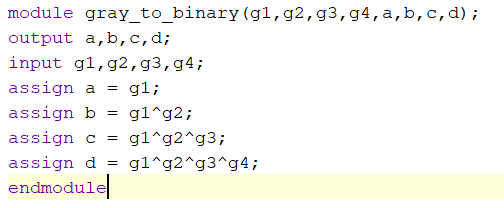 module gray_to_binary(g1,g2,g3,g4,a,b,c,d);
output a,b,c,d;
input g1,g2,g3,g4;
assign a = g1;
assign b = g1^g2;
assign c = g1^g2^g3;
assign d = g1^g2^g3^g4;
endmodule